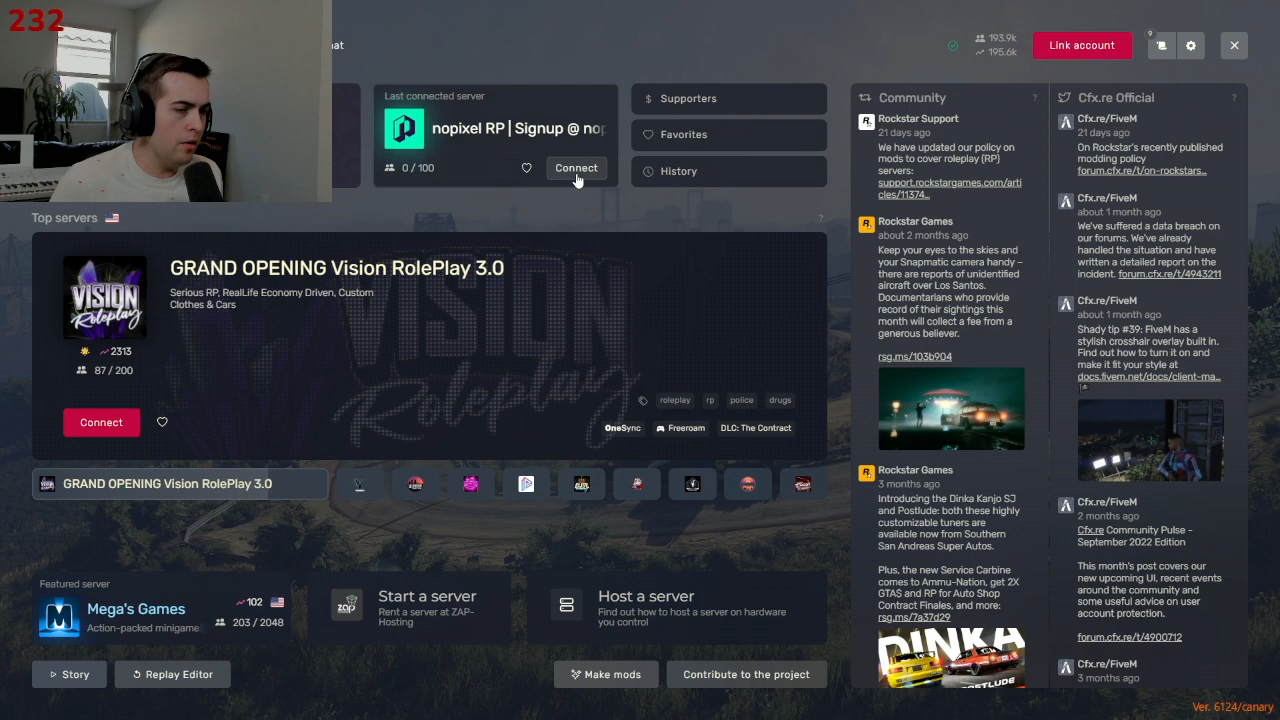 232
at
193.9k
195.6k
Link account
9
Last connected server
nopixel RP | Signup @ nop
0 / 100
Connect
$ Supporters
Favorites
History
Top servers
?
VISION
Roleplay
GRAND OPENING Vision RolePlay 3.0
Serious RP, RealLife Economy Driven, Custom
Clothes & Cars
VISION
Roleplay
2313
87 / 200
Connect
roleplay
rp
police
drugs
OneSync
Freeroam
DLC: The Contract
GRAND OPENING Vision RolePlay 3.0
Featured server
Mega's Games
Action-packed minigame
102
203 / 2048
ZAP
Start a server
Rent a server at ZAP-
Hosting
Host a server
Find out how to host a server on hardware
you control
Story
Replay Editor
Make mods
Contribute to the project
Community
?
Rockstar Support
21 days ago
We have updated our policy on
mods to cover roleplay (RP)
servers:
support.rockstargames.com/arti
cles/11374…
Rockstar Games
about 2 months ago
Keep your eyes to the skies and
your Snapmatic camera handy –
there are reports of unidentified
aircraft over Los Santos.
Documentarians who provide
record of their sightings this
month will collect a fee from a
generous believer.
rsg.ms/103b904
Rockstar Games
3 months ago
Introducing the Dinka Kanjo SJ
and Postlude: both these highly
customizable tuners are
available now from Southern
San Andreas Super Autos.
Plus, the new Service Carbine
comes to Ammu-Nation, get 2X
GTA$ and RP for Auto Shop
Contract Finales, and more:
rsg.ms/7a37d29
DINKA
POSTLUDE
Cfx.re Official
?
Cfx.re/FiveM
21 days ago
On Rockstar's recently published
modding policy
forum.cfx.re/t/on-rockstars…
Cfx.re/FiveM
about 1 month ago
We've suffered a data breach on
our forums. We've already
handled the situation and have
written a detailed report on the
incident. forum.cfx.re/t/4943211
Cfx.re/FiveM
about 1 month ago
Shady tip #39: FiveM has a
stylish crosshair overlay built in.
Find out how to turn it on and
make it fit your style at
docs.fivem.net/docs/client-ma…
Cfx.re/FiveM
2 months ago
Cfx.re Community Pulse -
September 2022 Edition
This month's post covers our
new upcoming UI, recent events
around the community and
some useful advice on user
account protection.
forum.cfx.re/t/4900712
Cfx.re/FiveM
3 months ago
Ver. 6124/canary